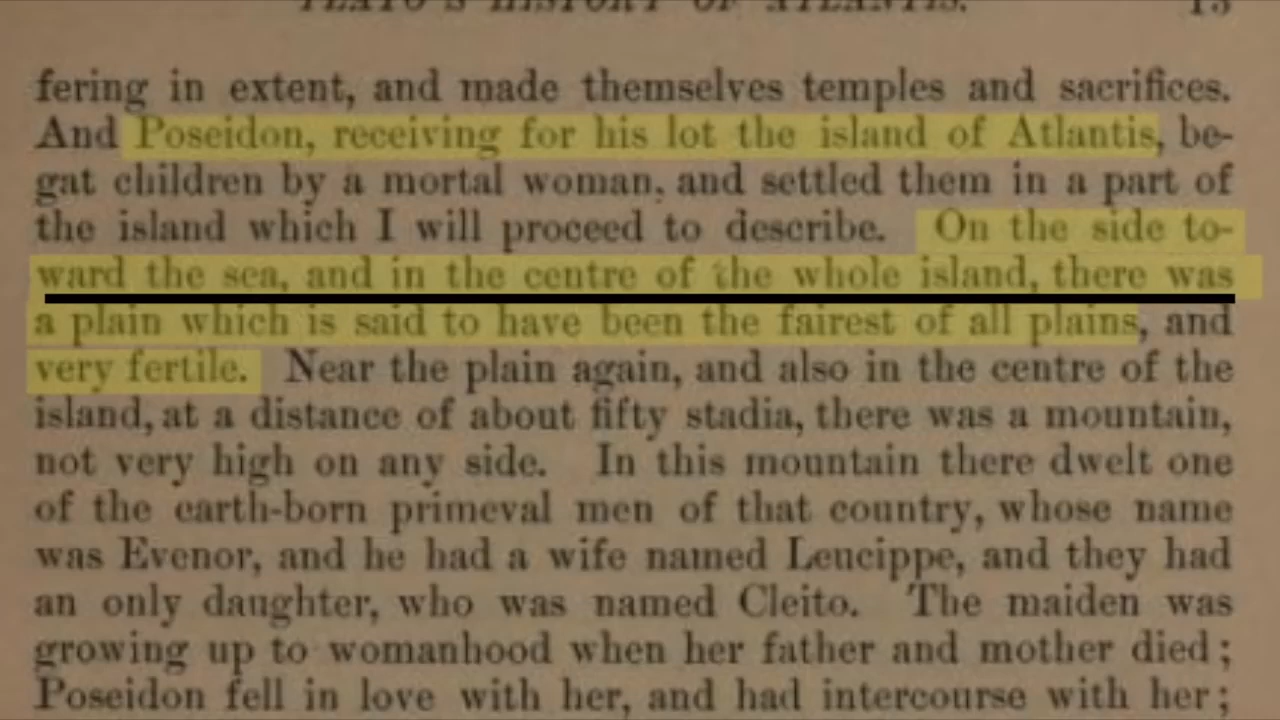 PLATO'S HISTORY OF ATLANTIS. 13
fering in extent, and made themselves temples and sacrifices.
And Poseidon, receiving for his lot the island of Atlantis, be-
gat children by a mortal woman, and settled them in a part of
the island which I will proceed to describe. On the side to-
ward the sea, and in the centre of the whole island, there was
a plain which is said to have been the fairest of all plains, and
very fertile. Near the plain again, and also in the centre of the
island, at a distance of about fifty stadia, there was a mountain,
not very high on any side. In this mountain there dwelt one
of the earth-born primeval men of that country, whose name
was Evenor, and he had a wife named Leucippe, and they had
an only daughter, who was named Cleito. The maiden was
growing up to womanhood when her father and mother died;
Poseidon fell in love with her, and had intercourse with her;